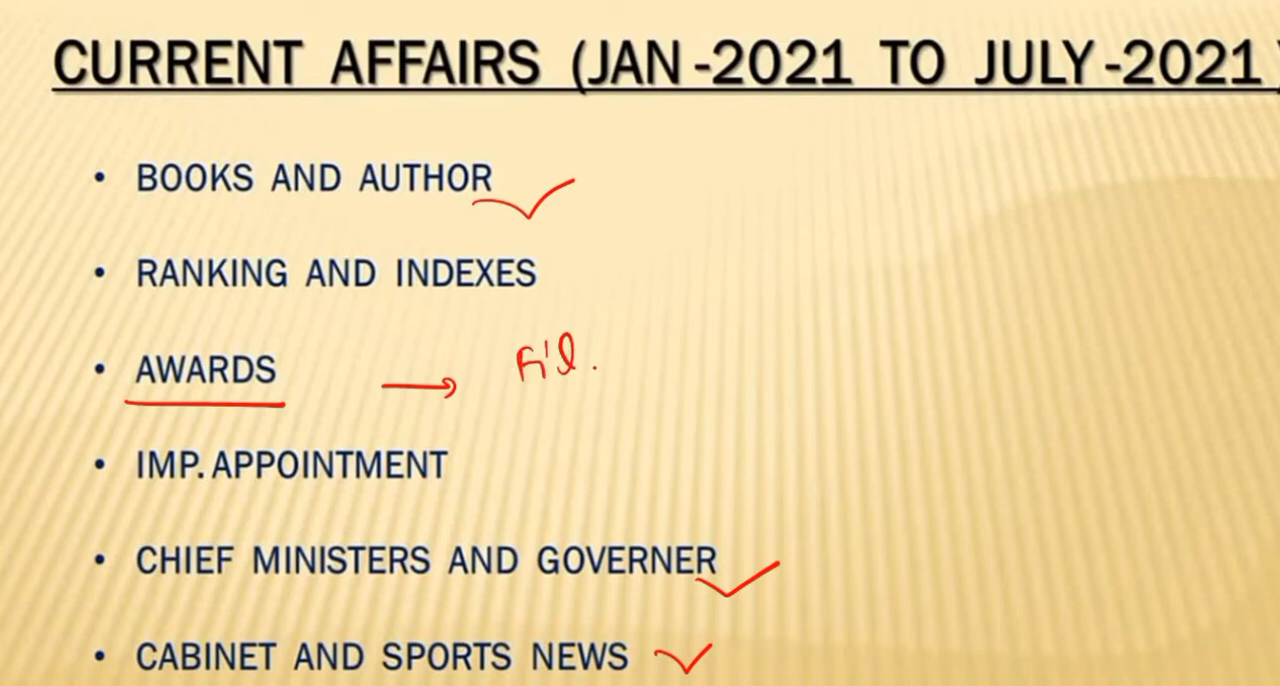 CURRENT AFFAIRS (JAN-2021 TO JULY-2021)
• BOOKS AND AUTHOR
• RANKING AND INDEXES
• AWARDS
• IMP. APPOINTMENT
• CHIEF MINISTERS AND GOVERNER
• CABINET AND SPORTS NEWS